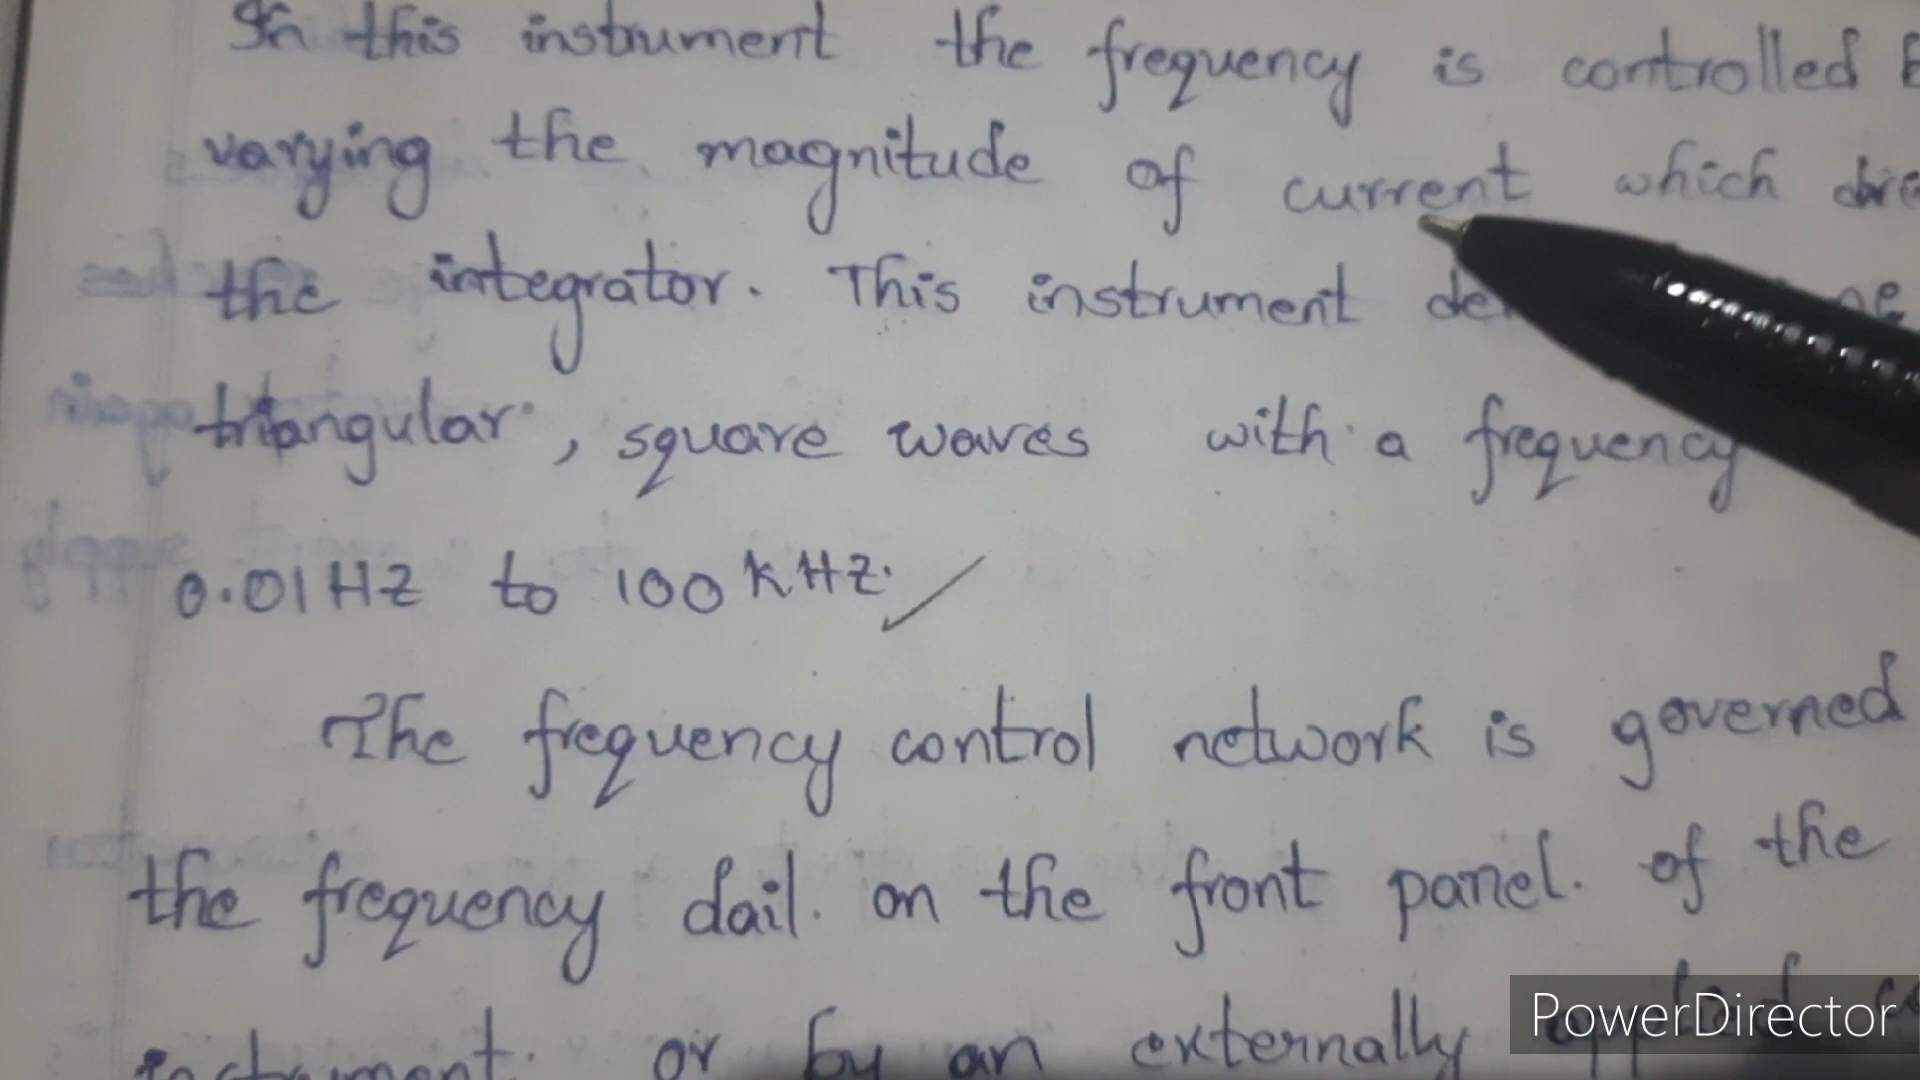 In this instrument the frequency is controlled
varying the magnitude of current which
the integrator. This instrument
triangular, square waves with a frequency
0.01HZ to 100 KHZ.
The frequency control network is governed
the frequency dail. on the front panel. of the
instrument. or by an externally
PowerDirector